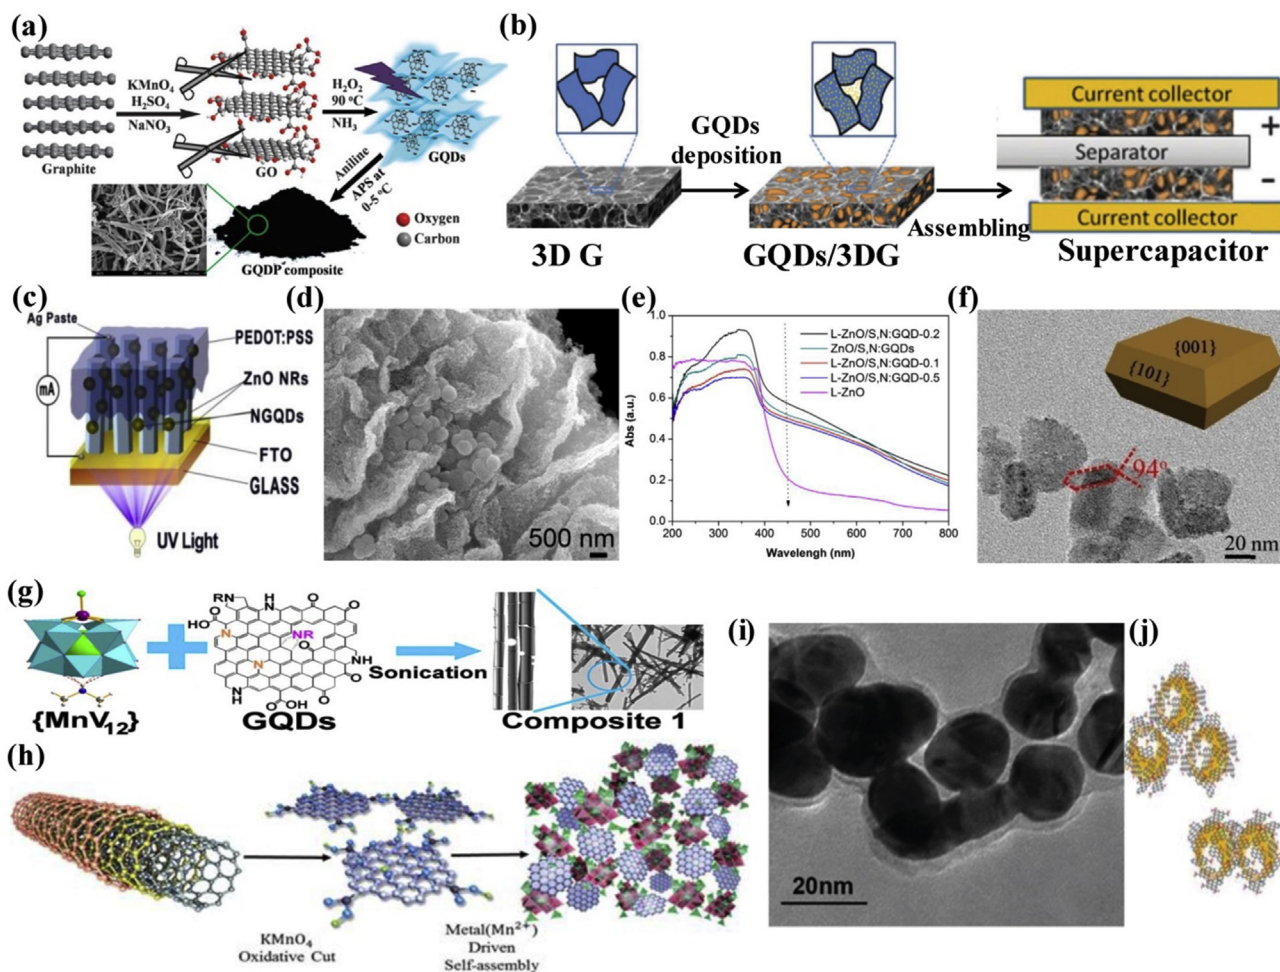 (a)
Graphite
KMnO4
H2SO4
NaNO3
GO
H2O2
90 °C
NH3
GQDs
Aniline
APS at
0-5 °C
Oxygen
Carbon
GQDP composite
(b)
3D G
GQDs
deposition
GQDs/3DG
Assembling
Current collector
+
Separator
-
Current collector
Supercapacitor
(c)
Ag Paste
mA
PEDOT:PSS
ZnO NRs
NGQDs
FTO
GLASS
UV Light
(d)
500 nm
(e)
Abs (a.u.)
1.0
0.8
0.6
0.4
0.2
0.0
L-ZnO/S,N:GQD-0.2
ZnO/S,N:GQDs
L-ZnO/S,N:GQD-0.1
L-ZnO/S,N:GQD-0.5
L-ZnO
200 300 400 500 600 700 800
Wavelengh (nm)
(f)
{001}
{101}
94°
20 nm
(g)
{MnV12}
RN
H
N
O
O
HO
O
N
NR
O
N
NH
O
N
H
O
OH
GQDs
Sonication
Composite 1
(h)
KMnO4
Oxidative Cut
Metal(Mn2+)
Driven
Self-assembly
(i)
20nm
(j)